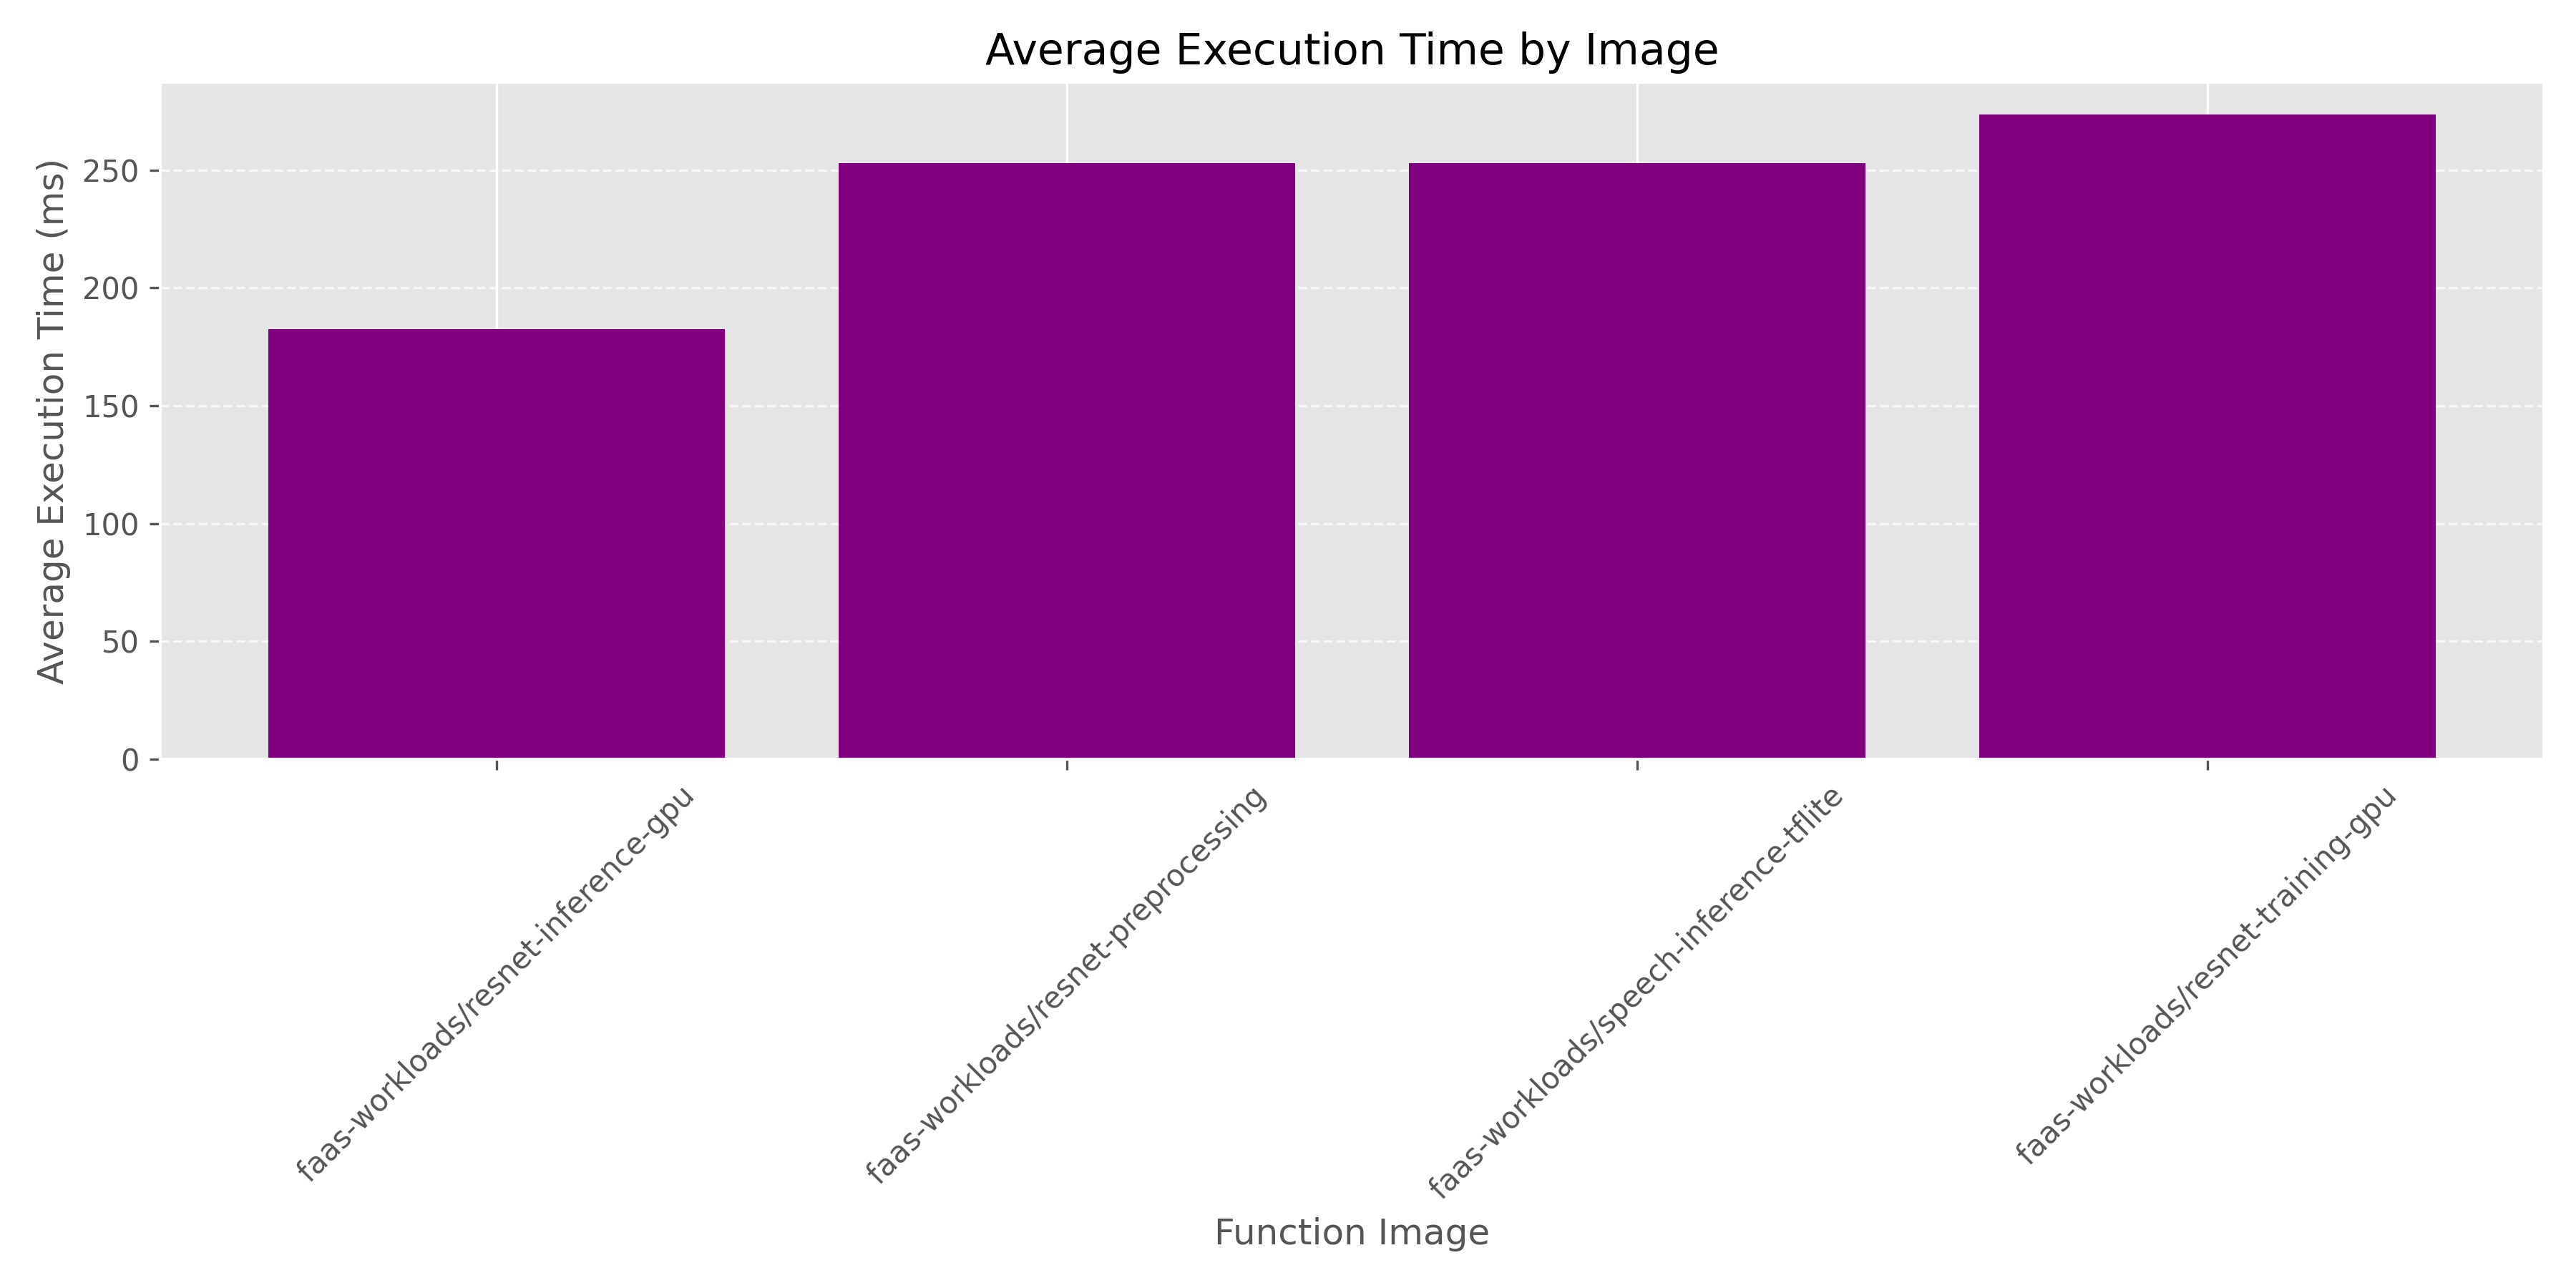 Average Execution Time by Image
Average Execution Time (ms)
250
200
150
100
50
0
faas-workloads/resnet-inference-gpu
faas-workloads/resnet-preprocessing
faas-workloads/speech-inference-tflite
faas-workloads/resnet-training-gpu
Function Image